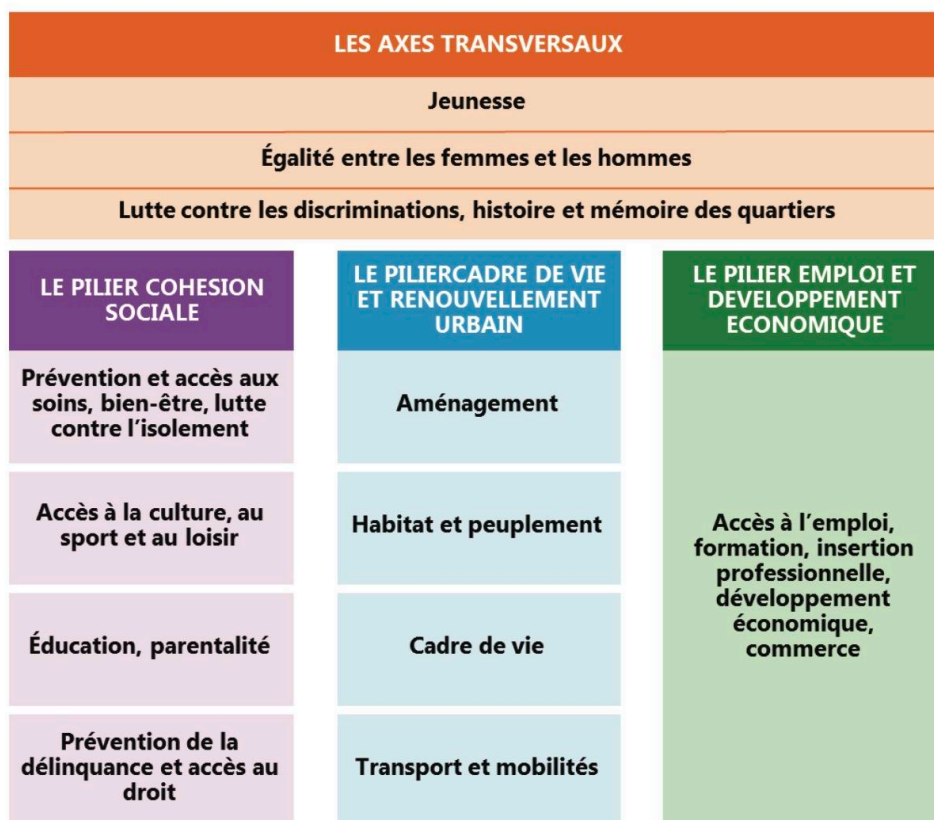 LES AXES TRANSVERSAUX
Jeunesse
Égalité entre les femmes et les hommes
Lutte contre les discriminations, histoire et mémoire des quartiers
LE PILIER COHESION
SOCIALE
Prévention et accès aux
soins, bien-être, lutte
contre l'isolement
Accès à la culture, au
sport et au loisir
Éducation, parentalité
Prévention de la
délinquance et accès au
droit
LE PILIERCADRE DE VIE
ET RENOUVELLEMENT
URBAIN
Aménagement
Habitat et peuplement
Cadre de vie
Transport et mobilités
LE PILIER EMPLOI ET
DEVELOPPEMENT
ECONOMIQUE
Accès à l'emploi,
formation, insertion
professionnelle,
développement
économique,
commerce